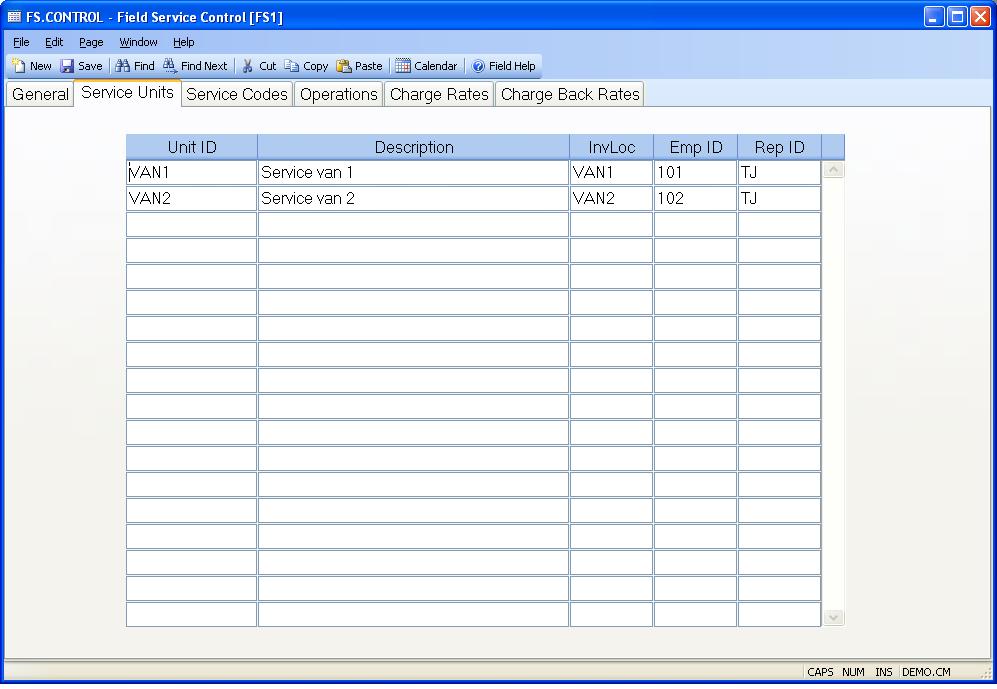 FS.CONTROL - Field Service Control [FS1]
File Edit Page Window Help
New Save Find Find Next Cut Copy Paste Calendar Field Help
General Service Units Service Codes Operations Charge Rates Charge Back Rates
Unit ID Description InvLoc Emp ID Rep ID
VAN1 Service van 1 VAN1 101 TJ
VAN2 Service van 2 VAN2 102 TJ
CAPS NUM INS DEMO.CM